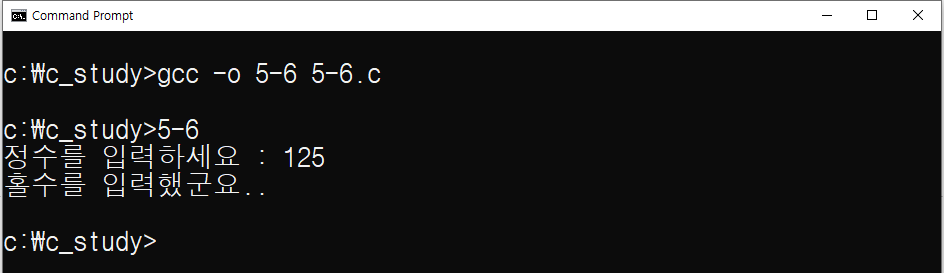 Command Prompt
c:₩c_study>gcc -o 5-6 5-6.c
c:₩c_study>5-6
정수를 입력하세요 : 125
홀수를 입력했군요..
c:₩c_study>